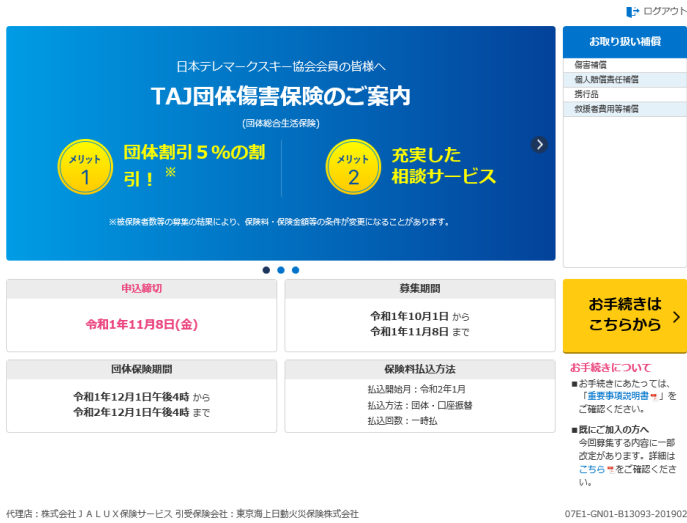 ログアウト
日本テレマークスキー協会会員の皆様へ
TAJ団体傷害保険のご案内
(団体総合生活保険)
メリット
1
団体割引５％の割
引！ ※
メリット
2
充実した
相談サービス
※被保険者数等の募集の結果により、保険料・保険金額等の条件が変更になることがあります。
お取り扱い補償
傷害補償
個人賠償責任補償
携行品
救援者費用等補償
申込締切
令和1年11月8日(金)
募集期間
令和1年10月1日 から
令和1年11月8日 まで
団体保険期間
令和1年12月1日午後4時 から
令和2年12月1日午後4時 まで
保険料払込方法
払込開始月：令和2年1月
払込方法：団体・口座振替
払込回数：一時払
お手続きは
こちらから
お手続きについて
■お手続きにあたっては、
「重要事項説明書」を
ご確認ください。
■既にご加入の方へ
今回募集する内容に一部
改定があります。詳細は
こちらをご確認くださ
い。
代理店：株式会社ＪＡＬＵＸ保険サービス 引受保険会社：東京海上日動火災保険株式会社
07E1-GN01-B13093-201902